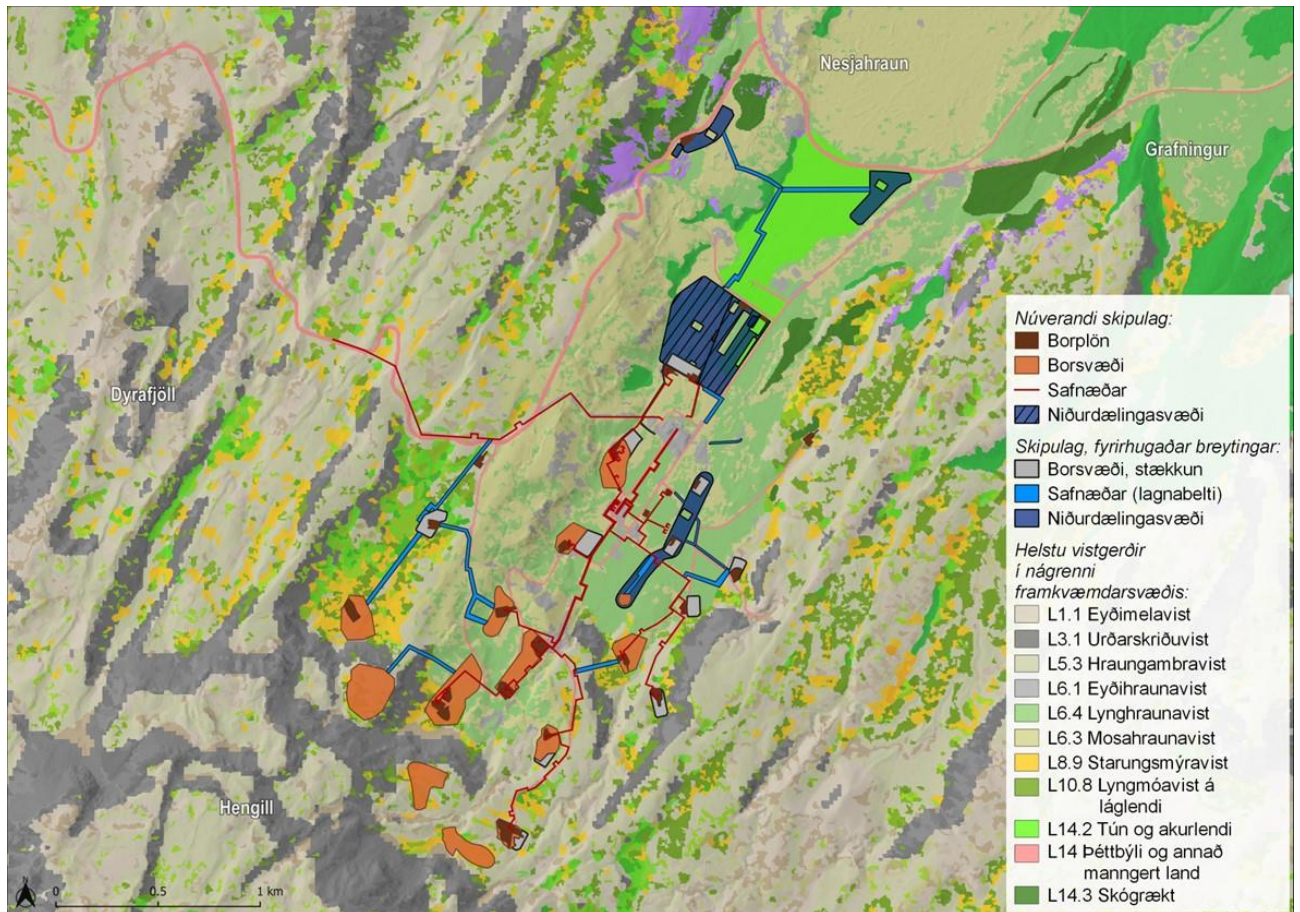 Nesjahraun
Grafningur
Dyrafjöll
Hengill
Núverandi skipulag:
Borplön
Borsvæði
Safnæðar
Niðurdælingasvæði
Skipulag, fyrirhugaðar breytingar:
Borsvæði, stækkun
Safnæðar (lagnabelti)
Niðurdælingasvæði
Helstu vistgerðir
í nágrenni
framkvæmdarsvæðis:
L1.1 Eyðimelavist
L3.1 Urðarskriðuvist
L5.3 Hraungambravist
L6.1 Eyðihraunavist
L6.4 Lynghraunavist
L6.3 Mosahraunavist
L8.9 Starungsmýravist
L10.8 Lyngmóavist á
láglendi
L14.2 Tún og akurlendi
L14 Þéttbýli og annað
manngert land
L14.3 Skógrækt
N
0 0.5 1 km